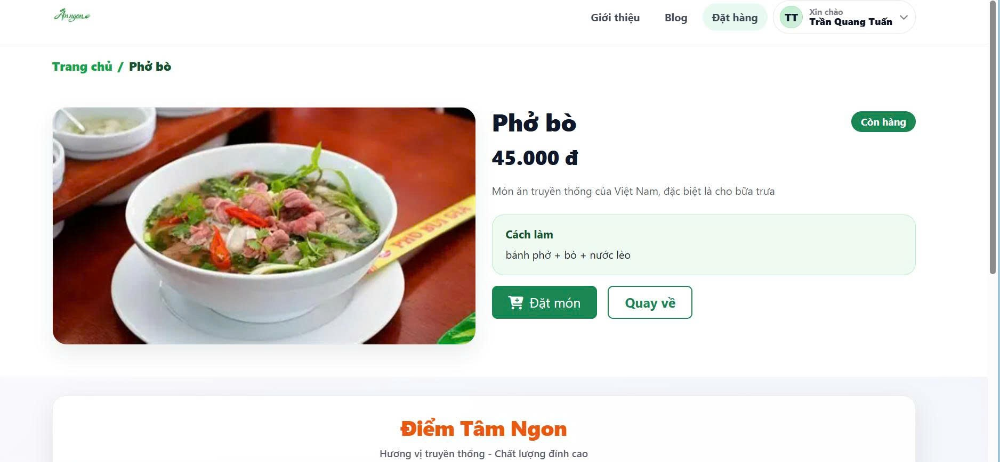 Ăn ngon
Giới thiệu
Blog
Đặt hàng
TT
Xin chào
Trần Quang Tuấn
Trang chủ / Phở bò
Phở bò
Còn hàng
45.000 đ
Món ăn truyền thống của Việt Nam, đặc biệt là cho bữa trưa
Cách làm
bánh phở + bò + nước lèo
Đặt món
Quay về
PHO BUI GIA
Điểm Tâm Ngon
Hương vị truyền thống - Chất lượng đỉnh cao